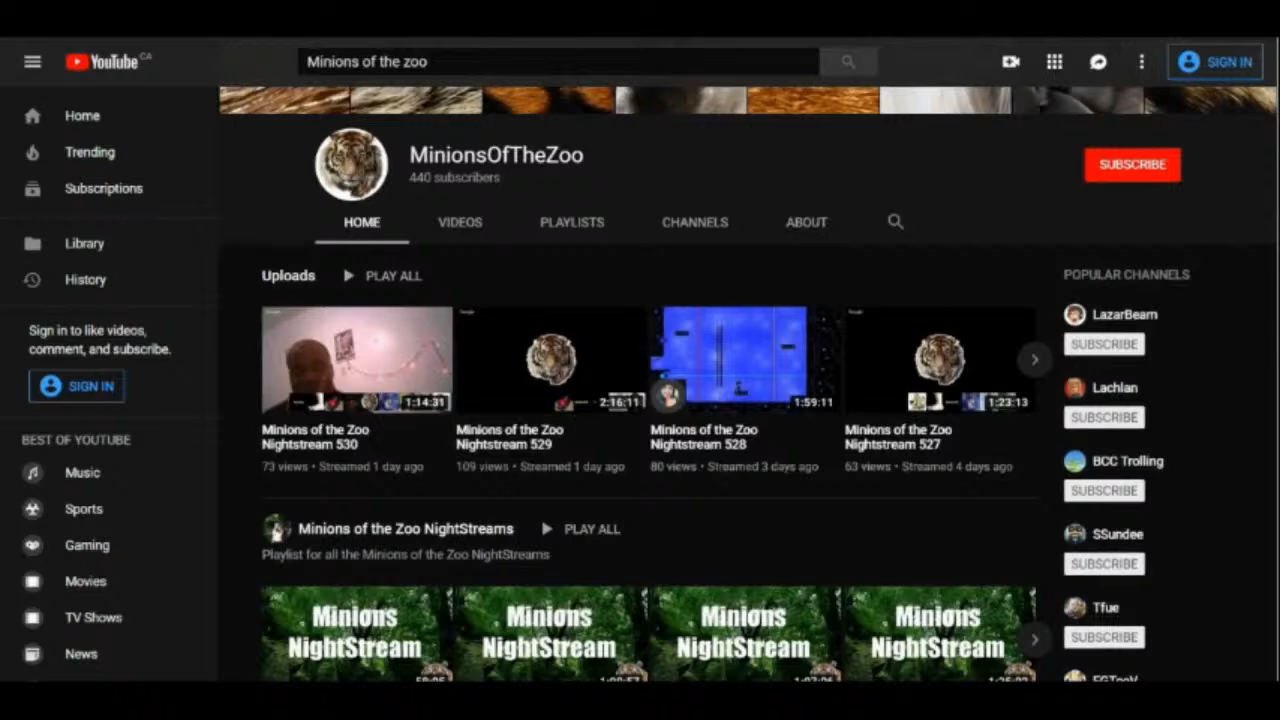 YouTube CA
Minions of the zoo
SIGN IN
Home
Trending
Subscriptions
Library
History
Sign in to like videos,
comment, and subscribe.
SIGN IN
BEST OF YOUTUBE
Music
Sports
Gaming
Movies
TV Shows
News
MinionsOfTheZoo
440 subscribers
SUBSCRIBE
HOME VIDEOS PLAYLISTS CHANNELS ABOUT
Uploads PLAY ALL
1:14:31 2:16:11 1:59:11 1:23:13
Minions of the Zoo
Nightstream 530
73 views • Streamed 1 day ago
Minions of the Zoo
Nightstream 529
109 views • Streamed 1 day ago
Minions of the Zoo
Nightstream 528
80 views • Streamed 3 days ago
Minions of the Zoo
Nightstream 527
63 views • Streamed 4 days ago
Minions of the Zoo NightStreams PLAY ALL
Playlist for all the Minions of the Zoo NightStreams
Minions
NightStream
Minions
NightStream
Minions
NightStream
Minions
NightStream
POPULAR CHANNELS
LazarBeam
SUBSCRIBE
Lachlan
SUBSCRIBE
BCC Trolling
SUBSCRIBE
SSundee
SUBSCRIBE
Tfue
SUBSCRIBE